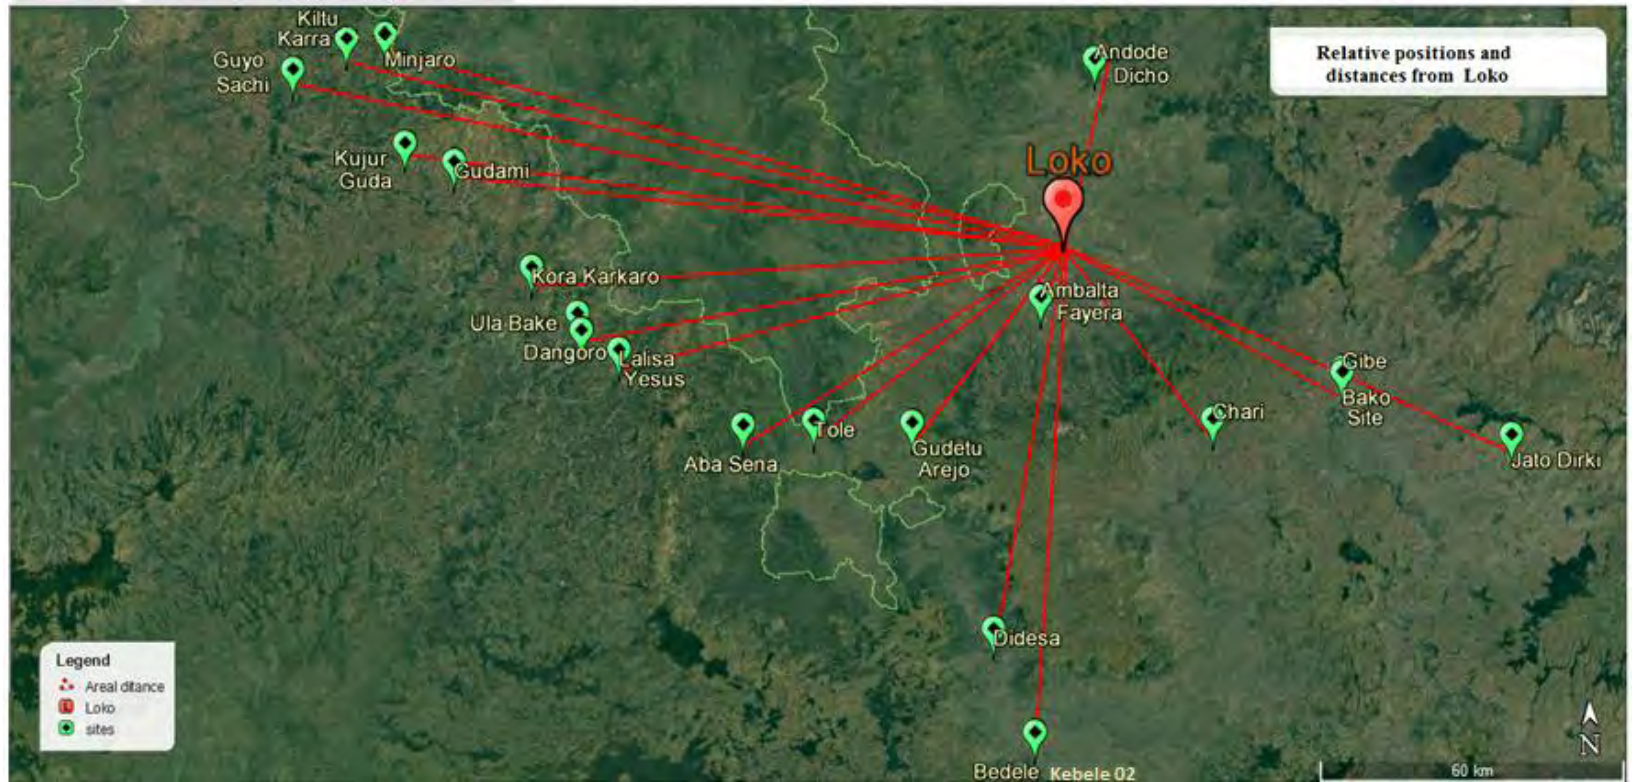 Kiltu
Karra
Minjaro
Guyo
Sachi
Andode
Dicho
Relative positions and
distances from Loko
Loko
Kujur
Guda
Gudami
Kora Karkaro
Ambalta
Fayera
Ula Bake
Dangoro
Lalisa
Yesus
Gibe
Bako
Site
Chari
Tole
Aba Sena
Gudetu
Arejo
Jato Dirki
Didesa
Bedele Kebele 02
Legend
Areal ditance
L
Loko
sites
N
60 km